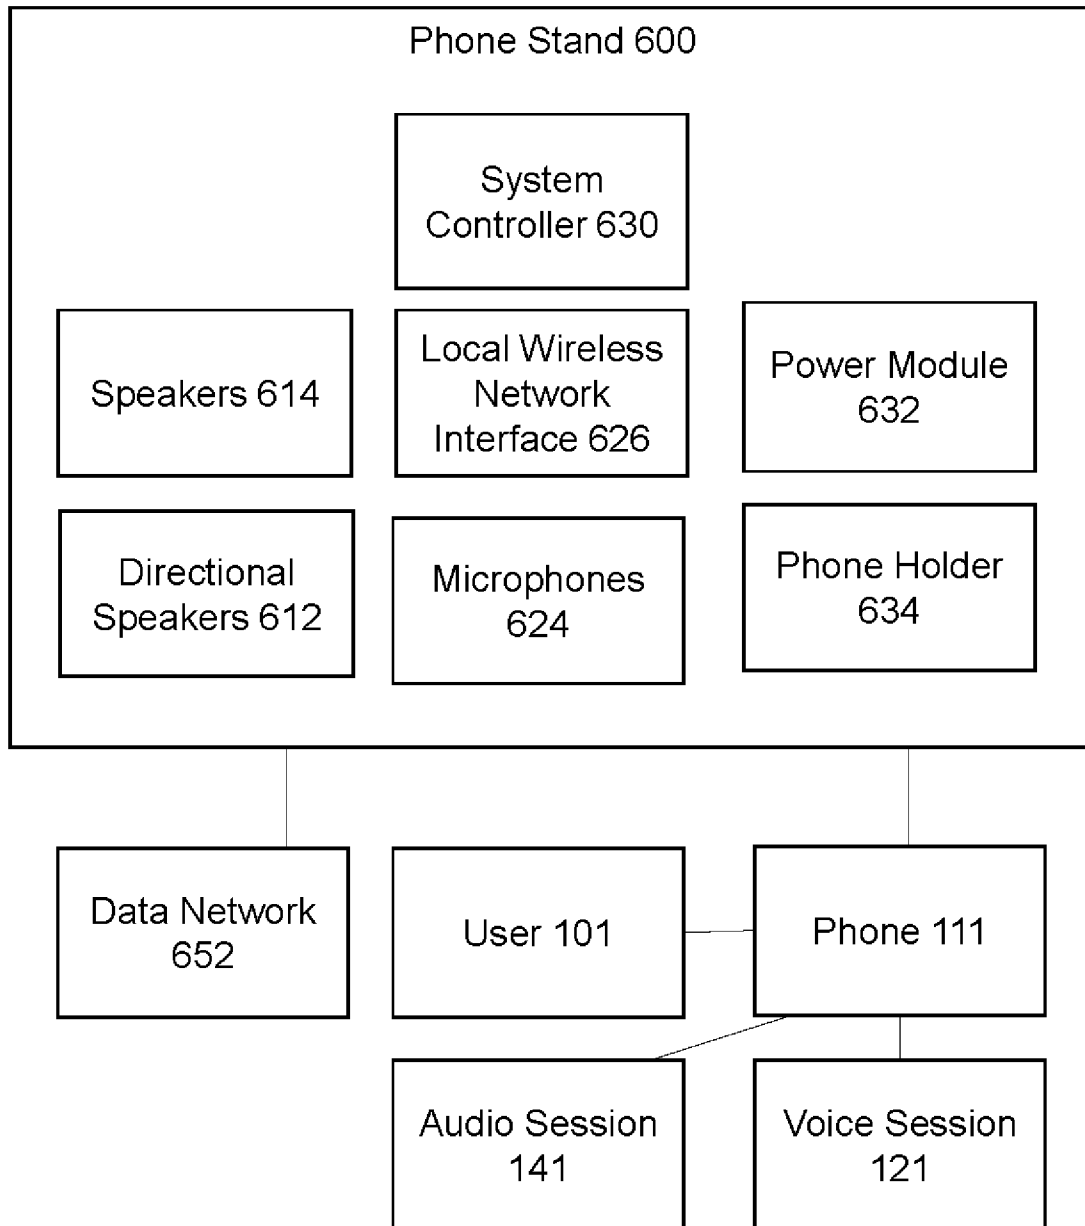 Phone Stand 600
System
Controller 630
Speakers 614
Local Wireless
Network
Interface 626
Power Module
632
Directional
Speakers 612
Microphones
624
Phone Holder
634
Data Network
652
User 101
Phone 111
Audio Session
141
Voice Session
121